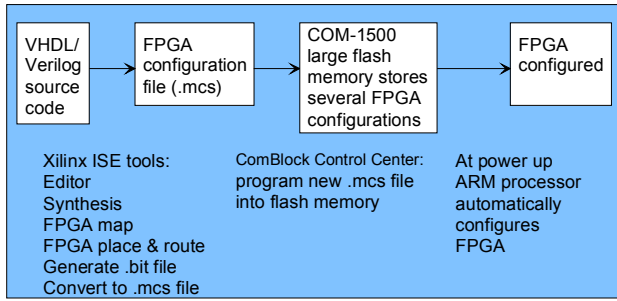 VHDL/
Verilog
source
code
FPGA
configuration
file (.mcs)
COM-1500
large flash
memory stores
several FPGA
configurations
FPGA
configured
Xilinx ISE tools:
Editor
Synthesis
FPGA map
FPGA place & route
Generate .bit file
Convert to .mcs file
ComBlock Control Center:
program new .mcs file
into flash memory
At power up
ARM processor
automatically
configures
FPGA